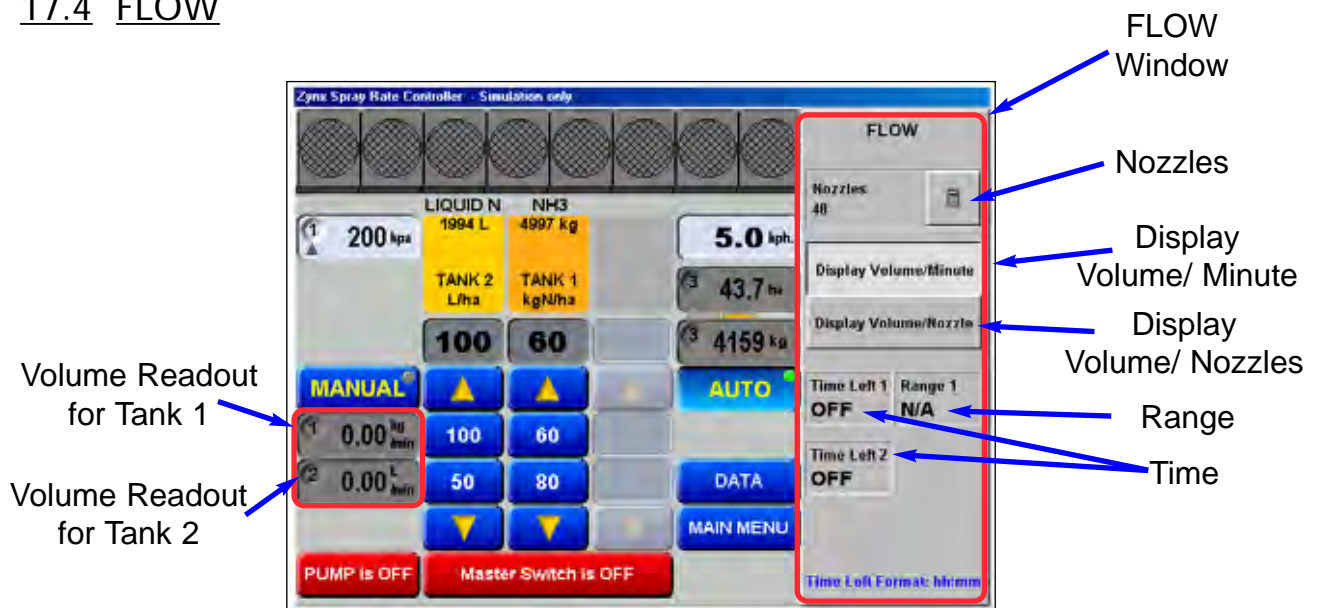 17.4 FLOW
FLOW
Window
Nozzles
Display
Volume/ Minute
Display
Volume/ Nozzles
Range
Time
Volume Readout
for Tank 1
Volume Readout
for Tank 2
Zynx Spray Rate Controller - Simulation only
LIQUID N
1994 L
TANK 2
L/ha
100
NH3
4997 kg
TANK 1
kgN/ha
60
1 200 kpa
5.0 kph.
3 43.7 ha
3 4159 kg
MANUAL
AUTO
1 0.00 kg /min
2 0.00 L /min
100
60
50
80
DATA
MAIN MENU
PUMP is OFF
Master Switch is OFF
FLOW
Nozzles
48
Display Volume/Minute
Display Volume/Nozzle
Time Left 1
OFF
Range 1
N/A
Time Left 2
OFF
Time Left Format: hh:mm